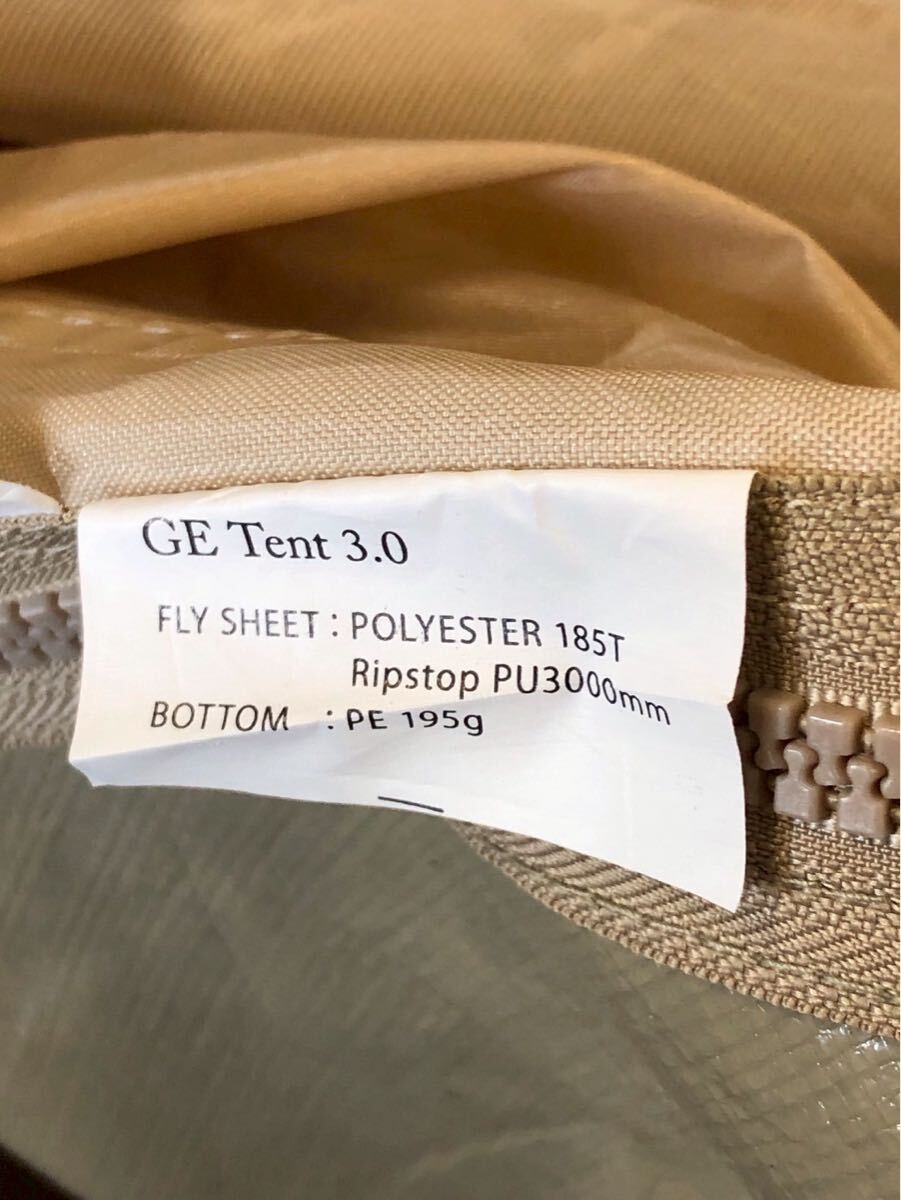 GE Tent 3.0
FLY SHEET : POLYESTER 185T
Ripstop PU3000mm
BOTTOM : PE 195g